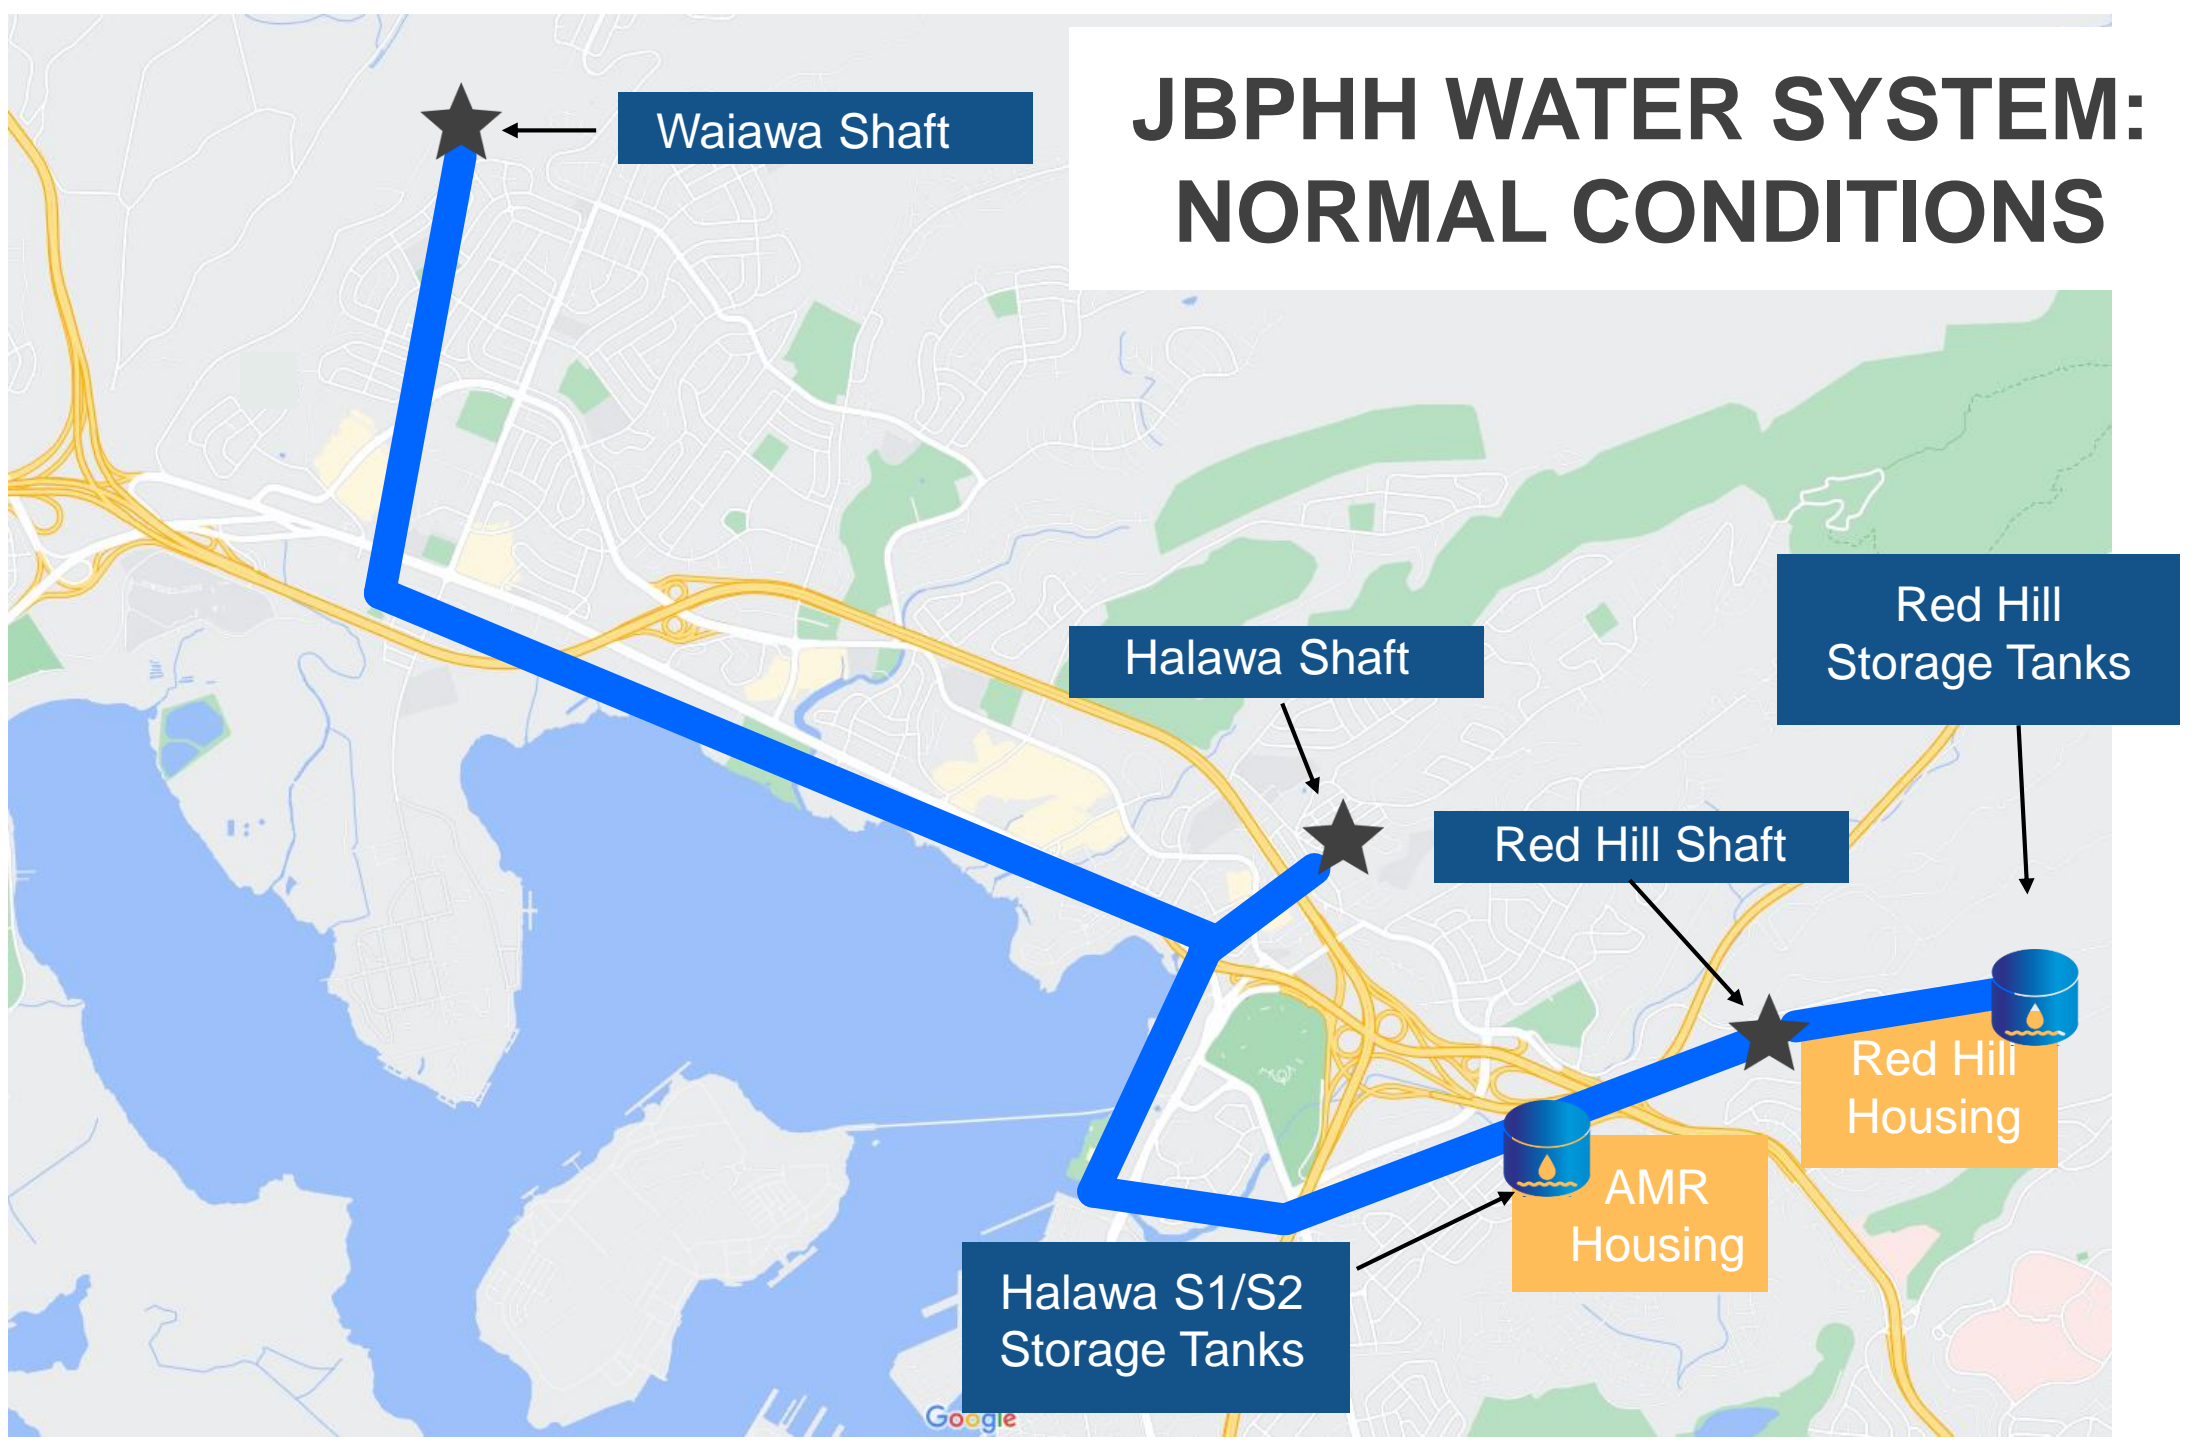 JBPHH WATER SYSTEM:
NORMAL CONDITIONS
Waiawa Shaft
Red Hill
Storage Tanks
Halawa Shaft
Red Hill Shaft
Red Hill
Housing
AMR
Housing
Halawa S1/S2
Storage Tanks
Google